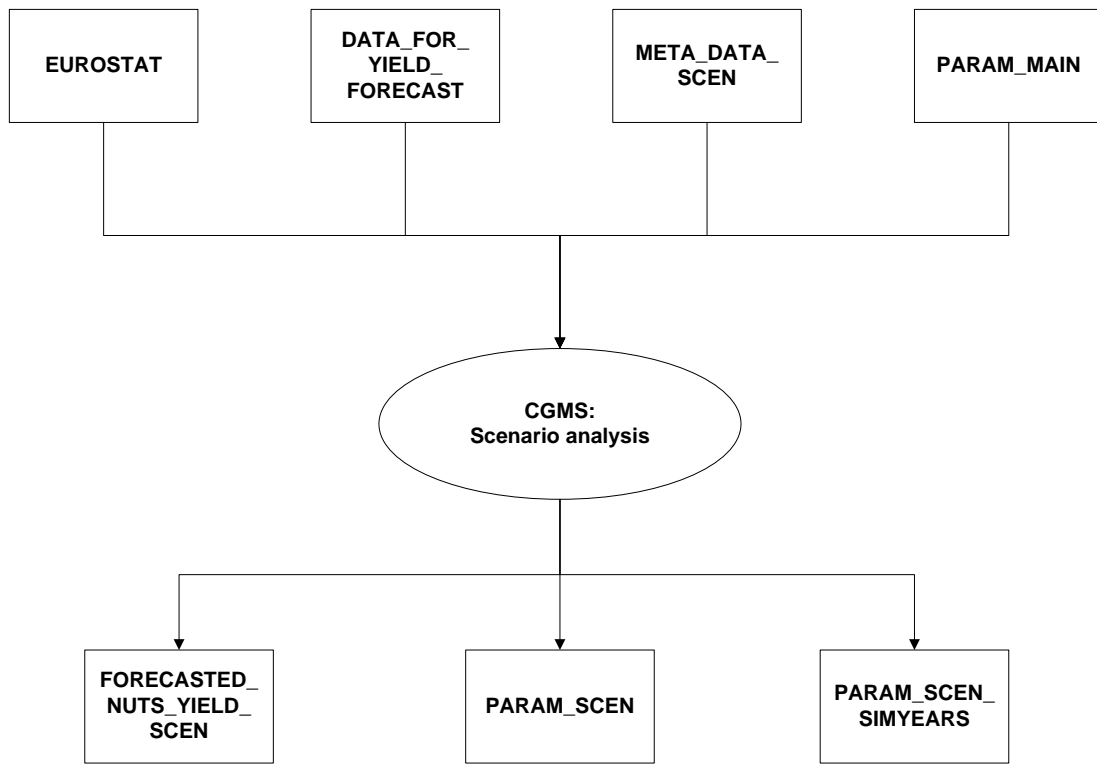 EUROSTAT
DATA_FOR_
YIELD_
FORECAST
META_DATA_
SCEN
PARAM_MAIN
CGMS:
Scenario analysis
FORECASTED_
NUTS_YIELD_
SCEN
PARAM_SCEN
PARAM_SCEN_
SIMYEARS